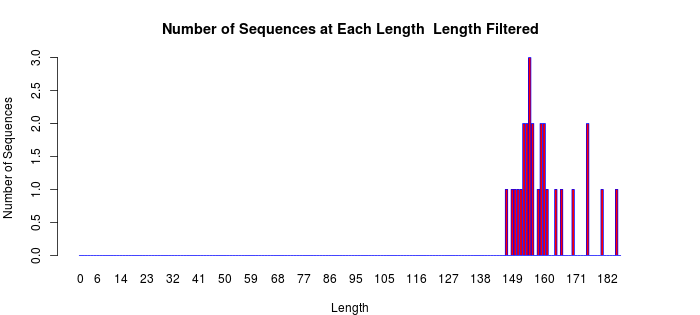 Number of Sequences at Each Length  Length Filtered
Number of Sequences
3.0
2.5
2.0
1.5
1.0
0.5
0.0
0 6 14 23 32 41 50 59 68 77 86 95 105 116 127 138 149 160 171 182
Length